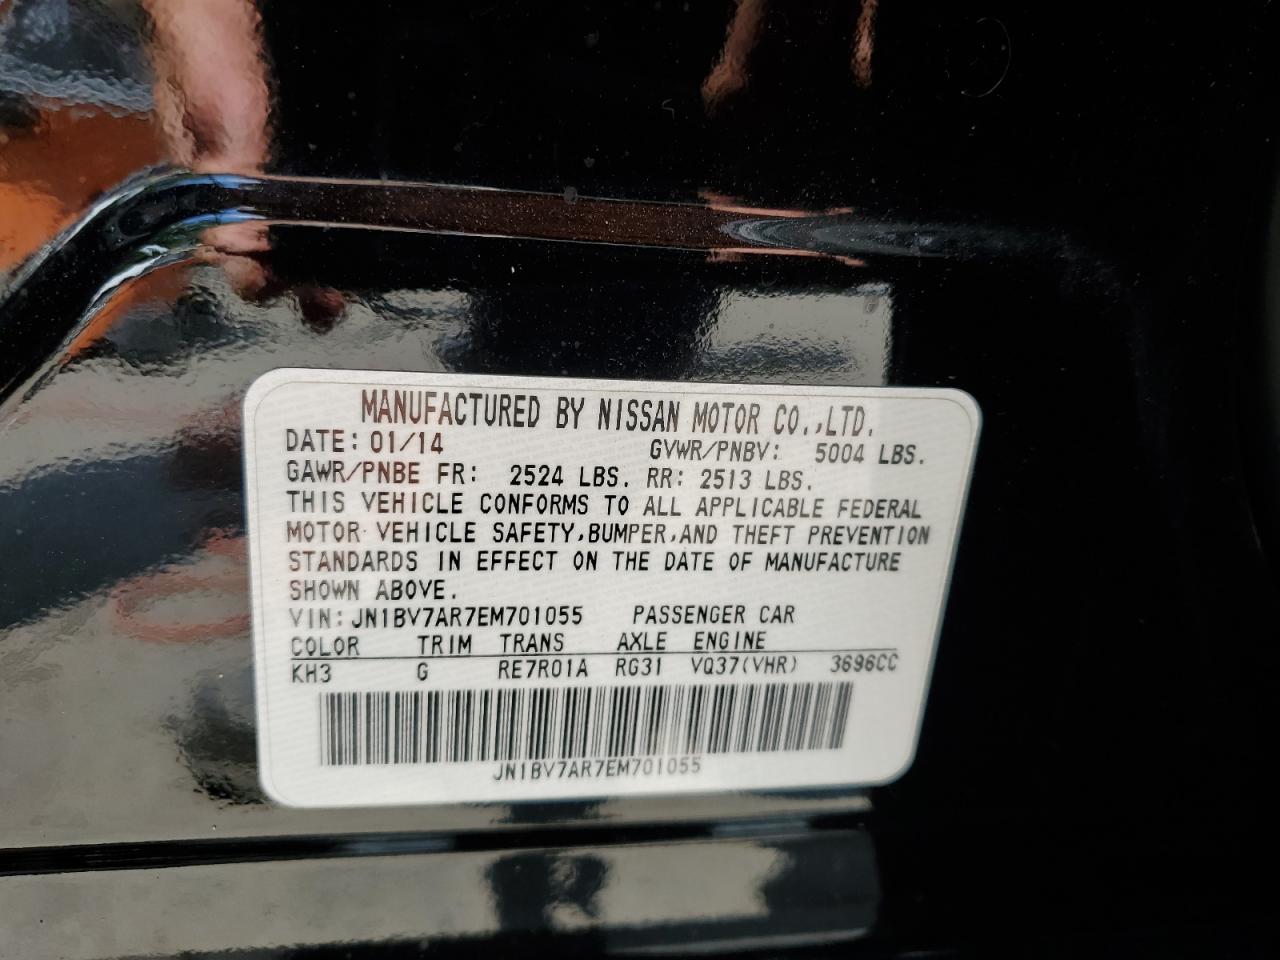 MANUFACTURED BY NISSAN MOTOR CO.,LTD.
DATE: 01/14 GVWR/PNBV: 5004 LBS.
GAWR/PNBE FR: 2524 LBS. RR: 2513 LBS.
THIS VEHICLE CONFORMS TO ALL APPLICABLE FEDERAL
MOTOR VEHICLE SAFETY,BUMPER,AND THEFT PREVENTION
STANDARDS IN EFFECT ON THE DATE OF MANUFACTURE
SHOWN ABOVE.
VIN: JN1BV7AR7EM701055 PASSENGER CAR
COLOR TRIM TRANS AXLE ENGINE
KH3 G RE7R01A RG31 VQ37(VHR) 3696CC
JN1BV7AR7EM701055